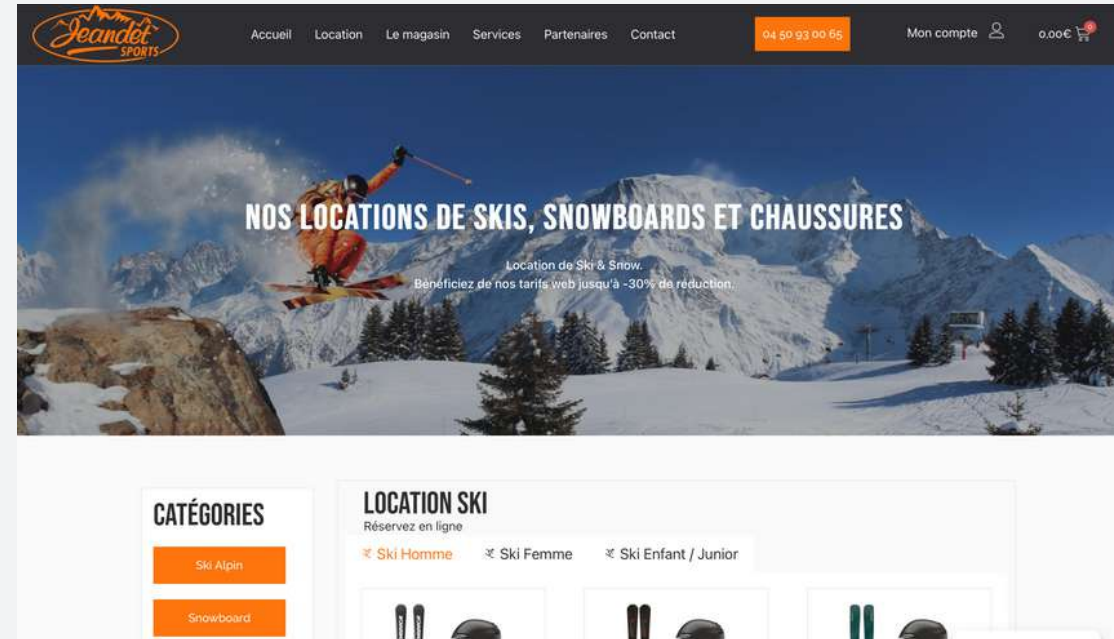 Jeandet
SPORTS
Accueil
Location
Le magasin
Services
Partenaires
Contact
04 50 93 00 65
Mon compte
0,00€
0
NOS LOCATIONS DE SKIS, SNOWBOARDS ET CHAUSSURES
Location de Ski & Snow.
Bénéficiez de nos tarifs web jusqu'à -30% de réduction.
CATÉGORIES
Ski Alpin
Snowboard
LOCATION SKI
Réservez en ligne
Ski Homme
Ski Femme
Ski Enfant / Junior